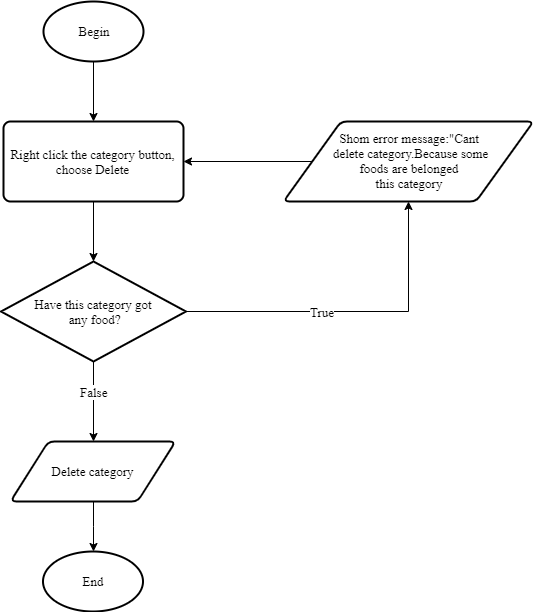 Begin
Right click the category button,
choose Delete
Shom error message:"Cant
delete category.Because some
foods are belonged
this category
Have this category got
any food?
True
False
Delete category
End